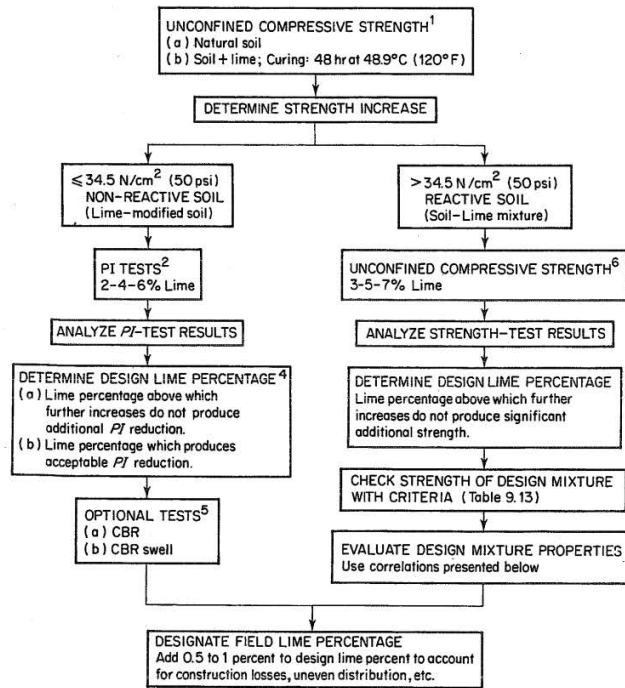 UNCONFINED COMPRESSIVE STRENGTH¹
(a) Natural soil
(b) Soil + lime; Curing: 48 hr at 48.9°C (120°F)
DETERMINE STRENGTH INCREASE
≤ 34.5 N/cm² (50 psi)
NON-REACTIVE SOIL
(Lime-modified soil)
PI TESTS²
2-4-6% Lime
ANALYZE PI-TEST RESULTS
DETERMINE DESIGN LIME PERCENTAGE⁴
(a) Lime percentage above which
further increases do not produce
additional PI reduction.
(b) Lime percentage which produces
acceptable PI reduction.
OPTIONAL TESTS⁵
(a) CBR
(b) CBR swell
> 34.5 N/cm² (50 psi)
REACTIVE SOIL
(Soil-Lime mixture)
UNCONFINED COMPRESSIVE STRENGTH⁶
3-5-7% Lime
ANALYZE STRENGTH-TEST RESULTS
DETERMINE DESIGN LIME PERCENTAGE
Lime percentage above which further
increases do not produce significant
additional strength.
CHECK STRENGTH OF DESIGN MIXTURE
WITH CRITERIA (Table 9.13)
EVALUATE DESIGN MIXTURE PROPERTIES
Use correlations presented below
DESIGNATE FIELD LIME PERCENTAGE
Add 0.5 to 1 percent to design lime percent to account
for construction losses, uneven distribution, etc.